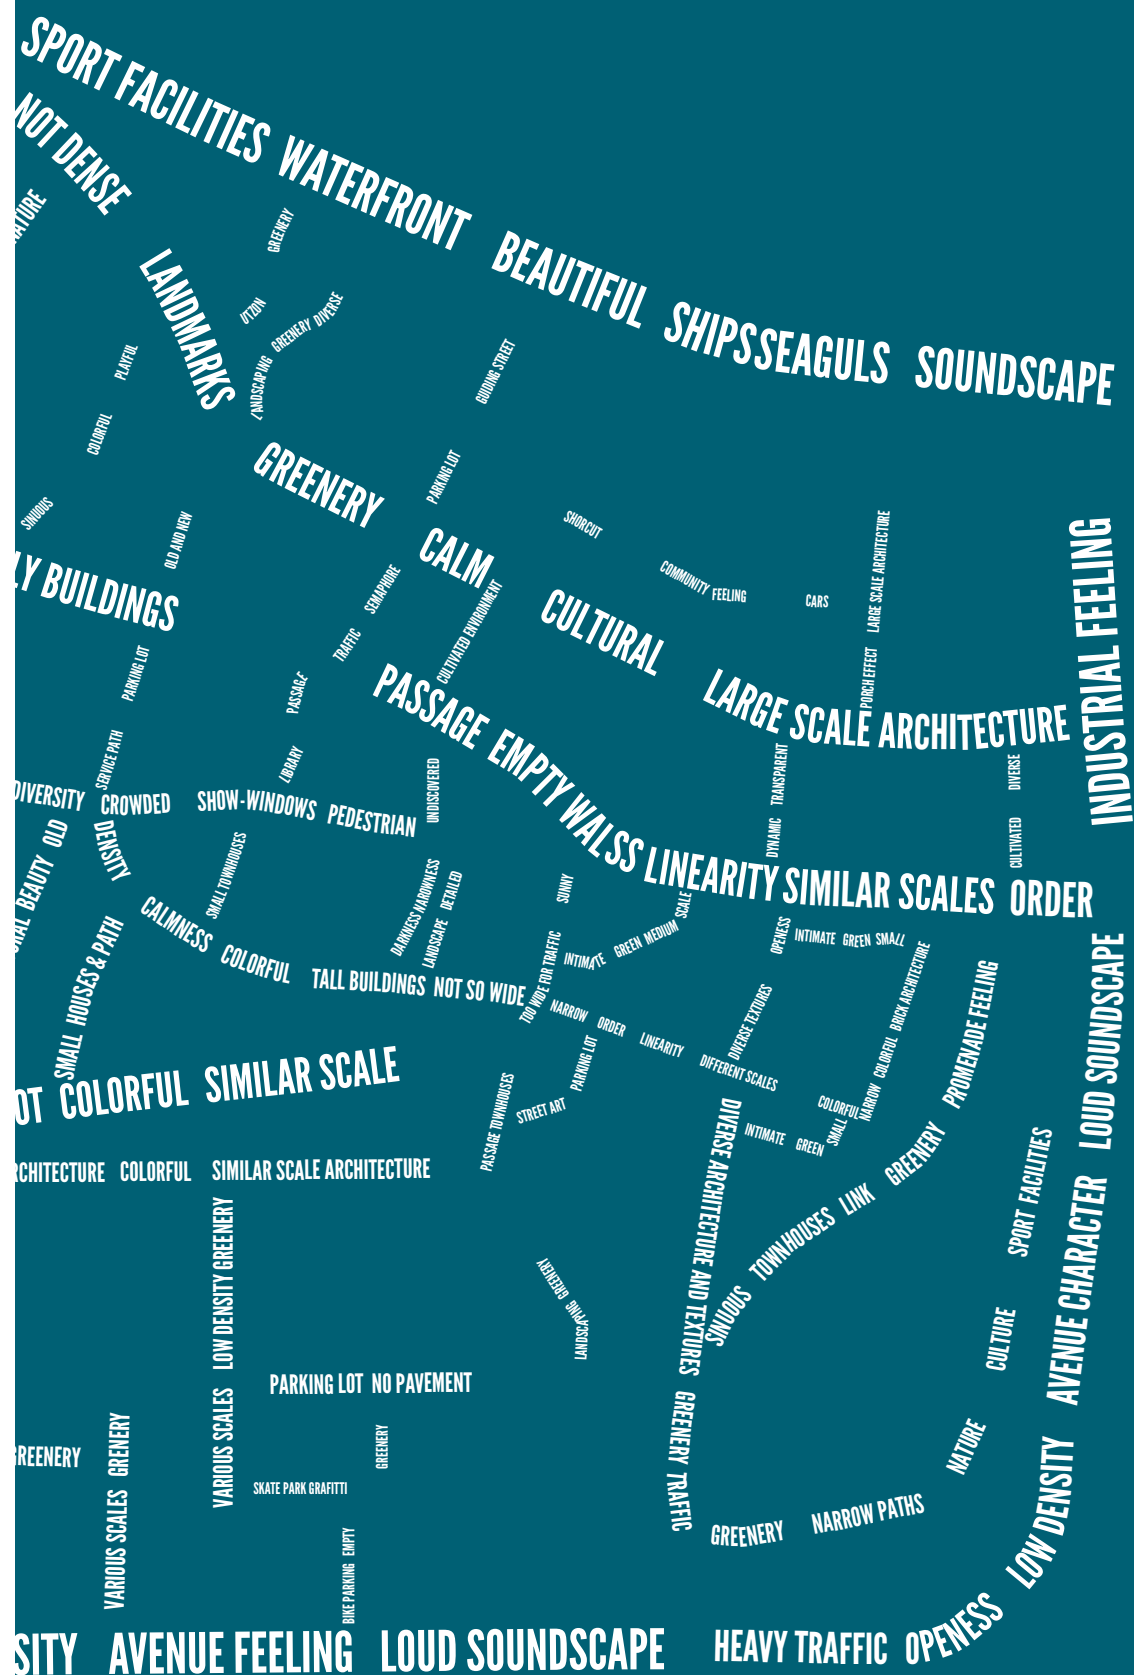 SPORT FACILITIES WATERFRONT BEAUTIFUL SHIPSSEAGULS SOUNDSCAPE
NOT DENSE
LANDMARKS
GREENERY
UTZON
LANDSCAPING GREENERY DIVERSE
PLAYFUL
COLORFUL
GUIDING STREET
PARKING LOT
GREENERY
CALM
CULTURAL
LARGE SCALE ARCHITECTURE
SINUOUS
OLD AND NEW
SHORCUT
COMMUNITY FEELING
CARS
LARGE SCALE ARCHITECTURE
PORCH EFFECT
INDUSTRIAL FEELING
LY BUILDINGS
SEMAPHORE
TRAFFIC
CULTIVATED ENVIRONMENT
PARKING LOT
SERVICE PATH
PASSAGE
LIBRARY
PASSAGE EMPTY WALSS LINEARITY SIMILAR SCALES ORDER
UNDISCOVERED
DYNAMIC TRANSPARENT
DIVERSE
CULTIVATED
DIVERSITY CROWDED SHOW-WINDOWS PEDESTRIAN
BEAUTY OLD
DENSITY
SMALL TOWNHOUSES
CALMNESS COLORFUL TALL BUILDINGS NOT SO WIDE
DARKNESS NAROWNESS
LANDSCAPE DETAILED
SUNNY
TOO WIDE FOR TRAFFIC
INTIMATE GREEN MEDIUM SCALE
OPENESS
INTIMATE GREEN SMALL
SMALL HOUSES & PATH
NARROW ORDER LINEARITY DIFFERENT SCALES
DIVERSE TEXTURES
NARROW COLORFUL BRICK ARCHITECTURE
PROMENADE FEELING
LOUD SOUNDSCAPE
OT COLORFUL SIMILAR SCALE
PARKING LOT
PASSAGE TOWNHOUSES
STREET ART
COLORFUL
SMALL
INTIMATE GREEN
RCHITECTURE COLORFUL SIMILAR SCALE ARCHITECTURE
DIVERSE ARCHITECTURE AND TEXTURES GREENERY TRAFFIC
SINUOUS TOWNHOUSES LINK GREENERY
SPORT FACILITIES
AVENUE CHARACTER
VARIOUS SCALES LOW DENSITY GREENERY
LANDSCAPING GREENERY
CULTURE
PARKING LOT NO PAVEMENT
GREENERY
VARIOUS SCALES GRENERY
GREENERY
SKATE PARK GRAFITTI
NATURE
LOW DENSITY
BIKE PARKING EMPTY
GREENERY NARROW PATHS
SITY AVENUE FEELING LOUD SOUNDSCAPE HEAVY TRAFFIC OPENESS